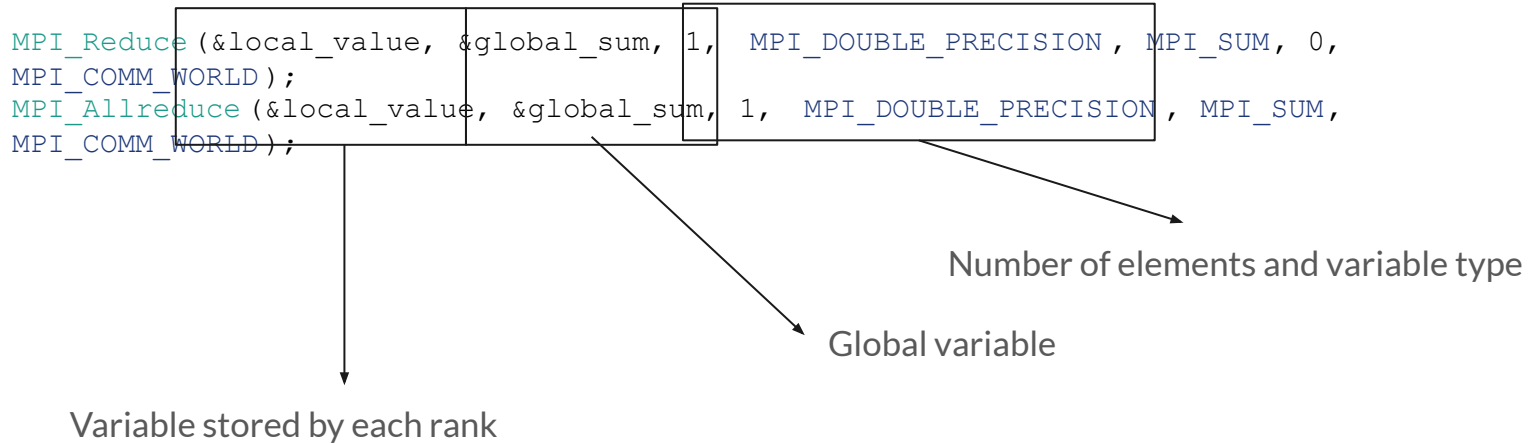 MPI_Reduce(&local_value, &global_sum, 1, MPI_DOUBLE_PRECISION, MPI_SUM, 0,
MPI_COMM_WORLD);
MPI_Allreduce(&local_value, &global_sum, 1, MPI_DOUBLE_PRECISION, MPI_SUM,
MPI_COMM_WORLD);
Number of elements and variable type
Global variable
Variable stored by each rank